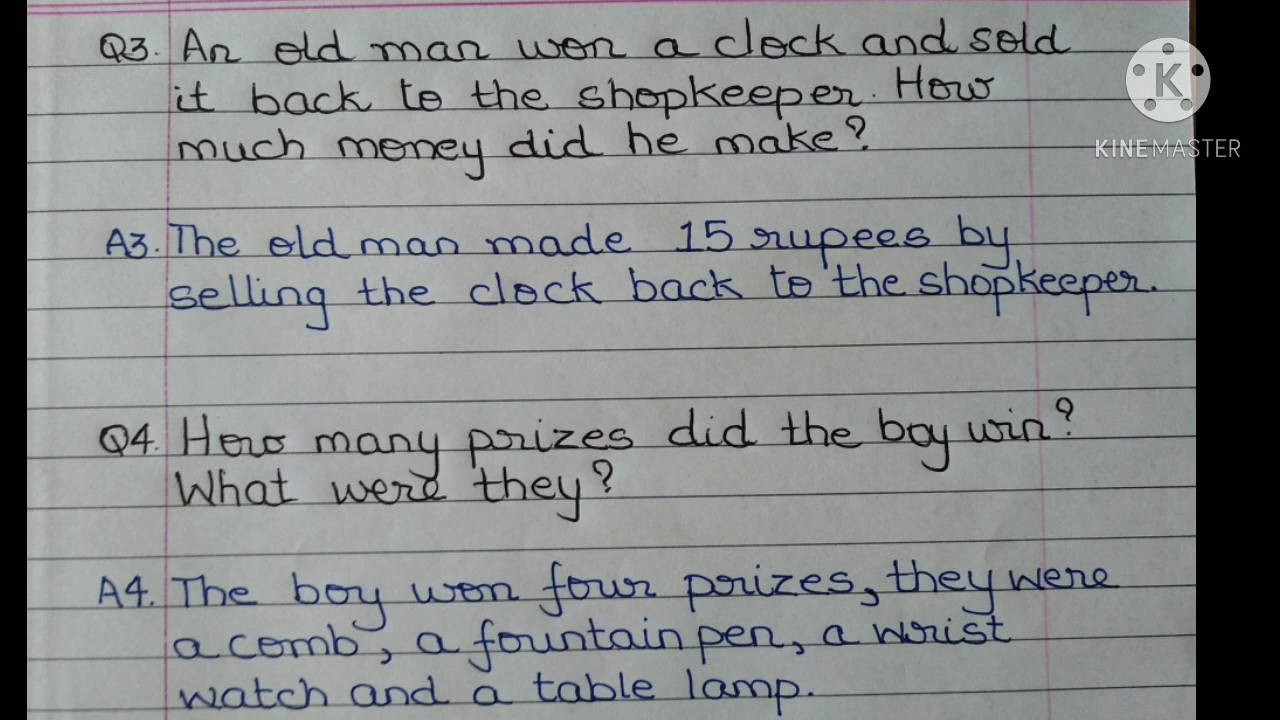 Q3. An old man won a clock and sold
it back to the shopkeeper. How
much money did he make?
K
KINEMASTER
A3. The old man made 15 rupees by
selling the clock back to the shopkeeper.
Q4. How many prizes did the boy win?
What were they?
A4. The boy won four prizes, they were
a comb, a fountain pen, a wrist
watch and a table lamp.